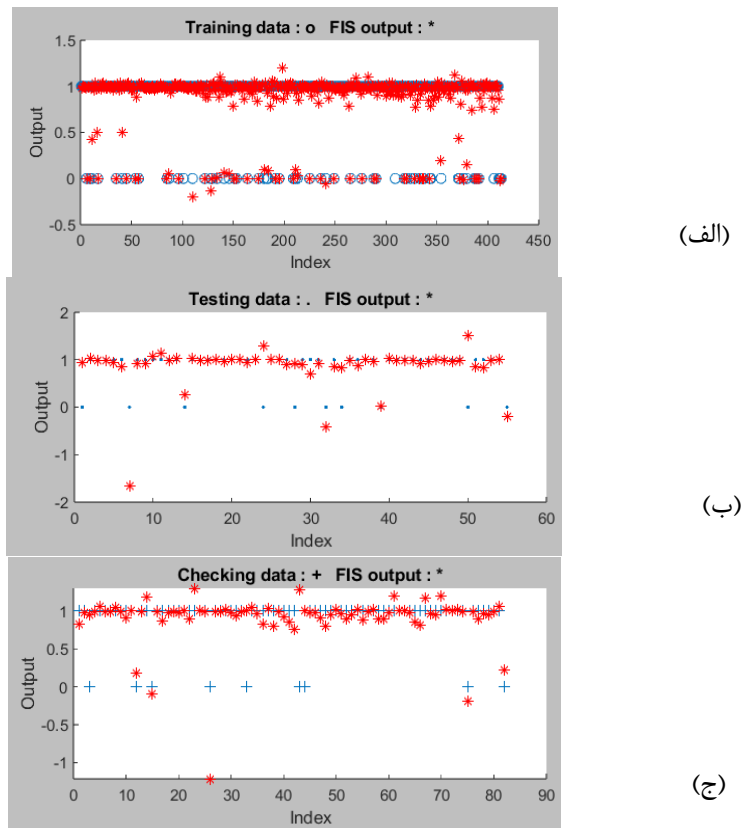 Training data : o   FIS output : *
1.5
1
0.5
0
-0.5
Output
0 50 100 150 200 250 300 350 400 450
Index
(الف)
Testing data : .   FIS output : *
2
1
0
-1
-2
Output
0 10 20 30 40 50 60
Index
(ب)
Checking data : +   FIS output : *
1
0.5
0
-0.5
-1
Output
0 10 20 30 40 50 60 70 80 90
Index
(ج)